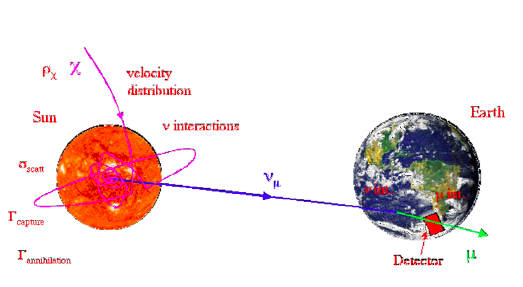 ρχ χ
velocity
distribution
Sun
ν interactions
Earth
σscatt
νμ
Γcapture
μ
Γannihilation
Detector